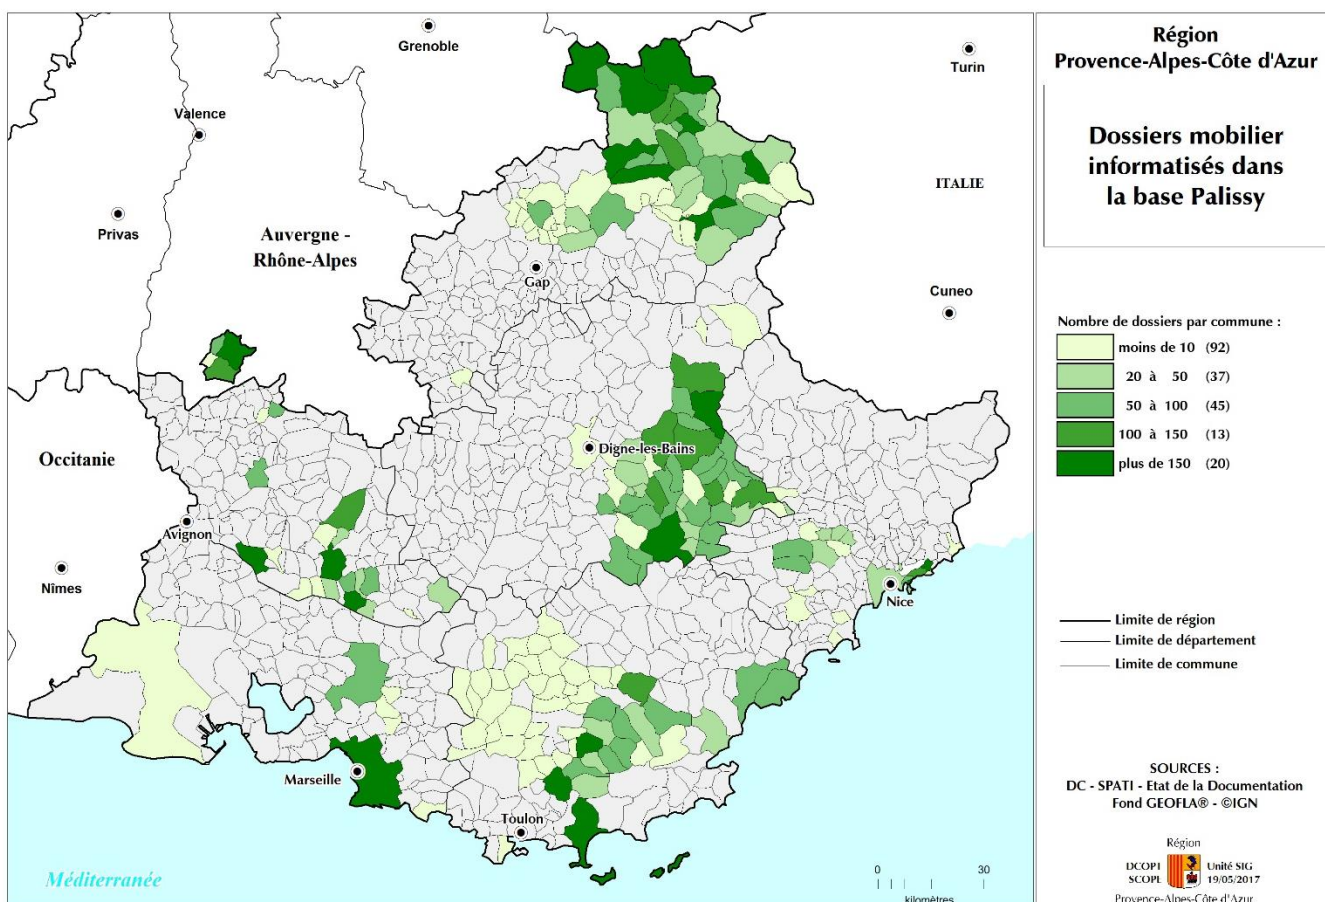 Grenoble
Turin
Valence
ITALIE
Privas
Auvergne -
Rhône-Alpes
Gap
Cuneo
Occitanie
Digne-les-Bains
Avignon
Nîmes
Nice
Marseille
Toulon
Méditerranée
0 30
kilomètres
Région
Provence-Alpes-Côte d'Azur
Dossiers mobilier
informatisés dans
la base Palissy
Nombre de dossiers par commune :
moins de 10 (92)
20 à 50 (37)
50 à 100 (45)
100 à 150 (13)
plus de 150 (20)
Limite de région
Limite de département
Limite de commune
SOURCES :
DC - SPATI - Etat de la Documentation
Fond GEOFLA® - ©IGN
Région
DCOPT Unité SIG
SCOPE 19/05/2017
Provence-Alpes-Côte d'Azur